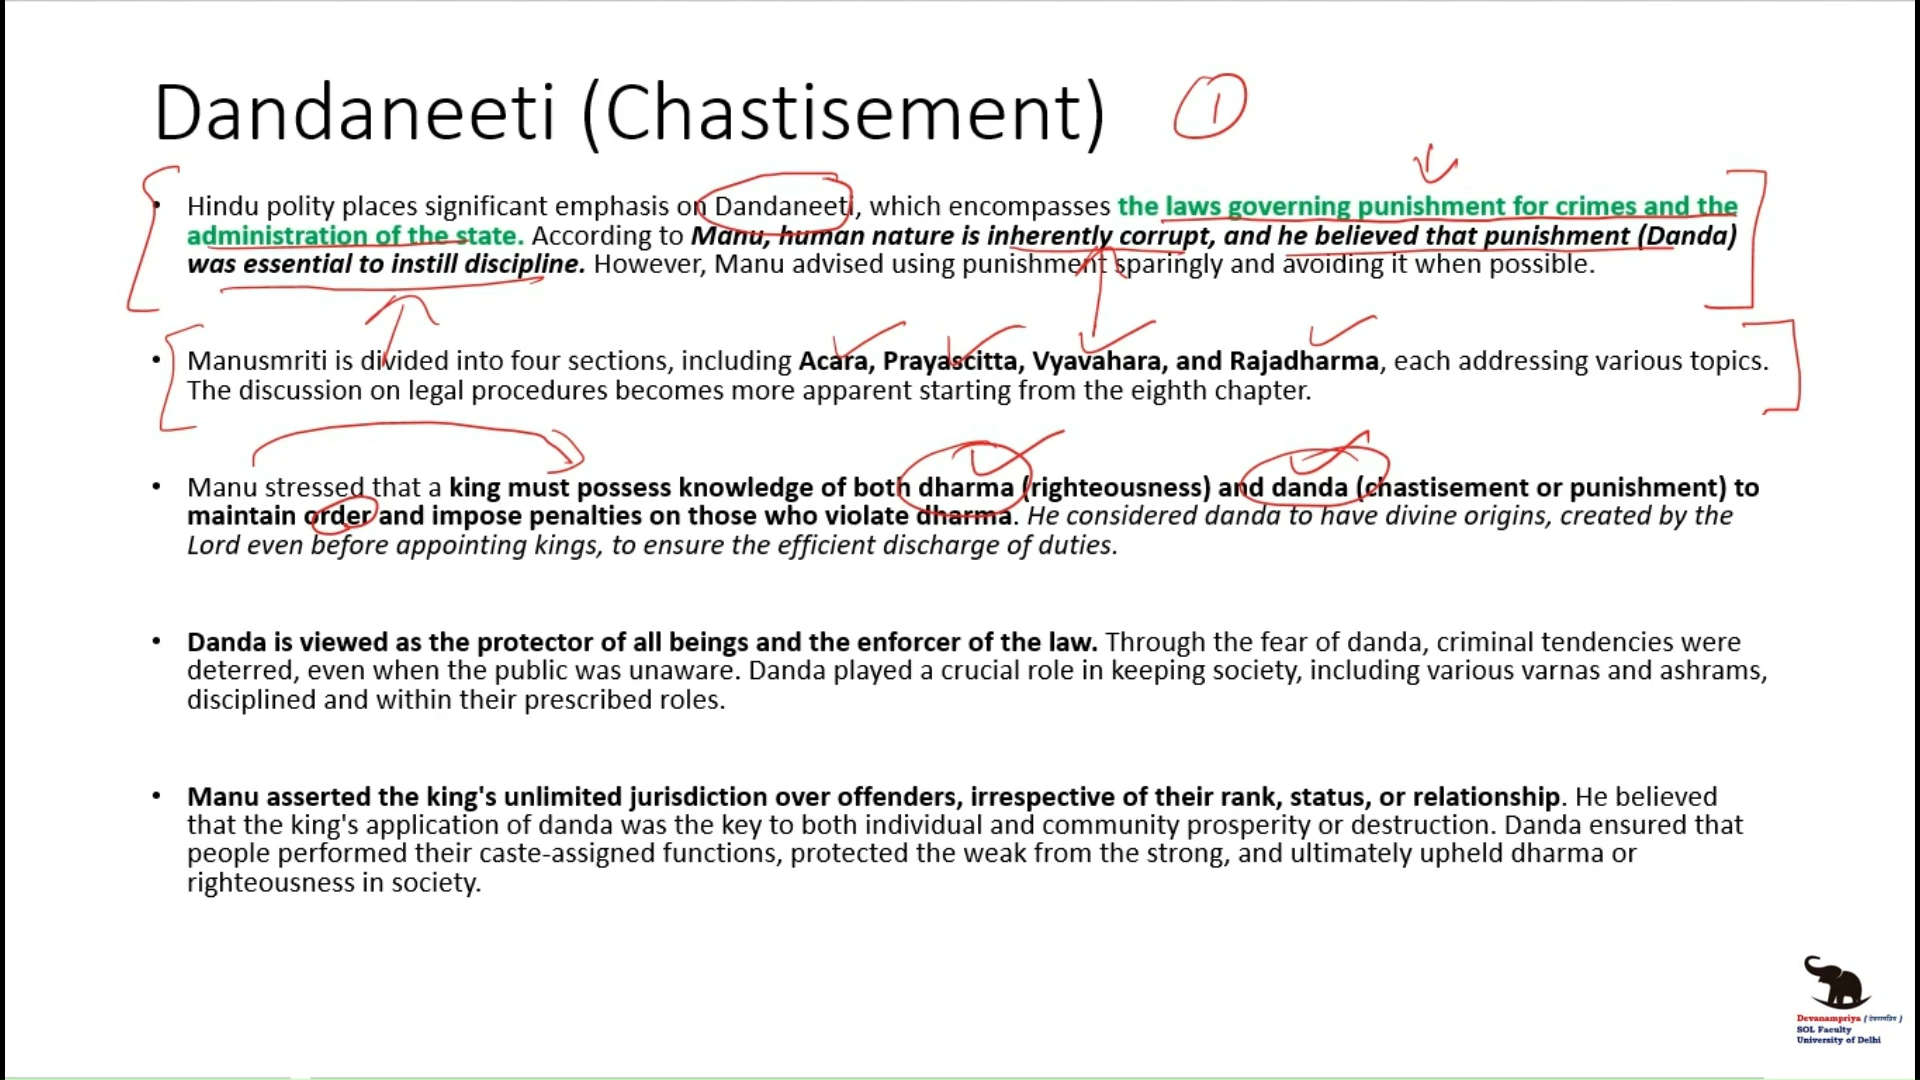 Dandaneeti (Chastisement) 1
• Hindu polity places significant emphasis on Dandaneeti, which encompasses the laws governing punishment for crimes and the
administration of the state. According to Manu, human nature is inherently corrupt, and he believed that punishment (Danda)
was essential to instill discipline. However, Manu advised using punishment sparingly and avoiding it when possible.
• Manusmriti is divided into four sections, including Acara, Prayascitta, Vyavahara, and Rajadharma, each addressing various topics.
The discussion on legal procedures becomes more apparent starting from the eighth chapter.
• Manu stressed that a king must possess knowledge of both dharma (righteousness) and danda (chastisement or punishment) to
maintain order and impose penalties on those who violate dharma. He considered danda to have divine origins, created by the
Lord even before appointing kings, to ensure the efficient discharge of duties.
• Danda is viewed as the protector of all beings and the enforcer of the law. Through the fear of danda, criminal tendencies were
deterred, even when the public was unaware. Danda played a crucial role in keeping society, including various varnas and ashrams,
disciplined and within their prescribed roles.
• Manu asserted the king's unlimited jurisdiction over offenders, irrespective of their rank, status, or relationship. He believed
that the king's application of danda was the key to both individual and community prosperity or destruction. Danda ensured that
people performed their caste-assigned functions, protected the weak from the strong, and ultimately upheld dharma or
righteousness in society.
Devanampriya (देवानामप्रिय)
SOL Faculty
University of Delhi